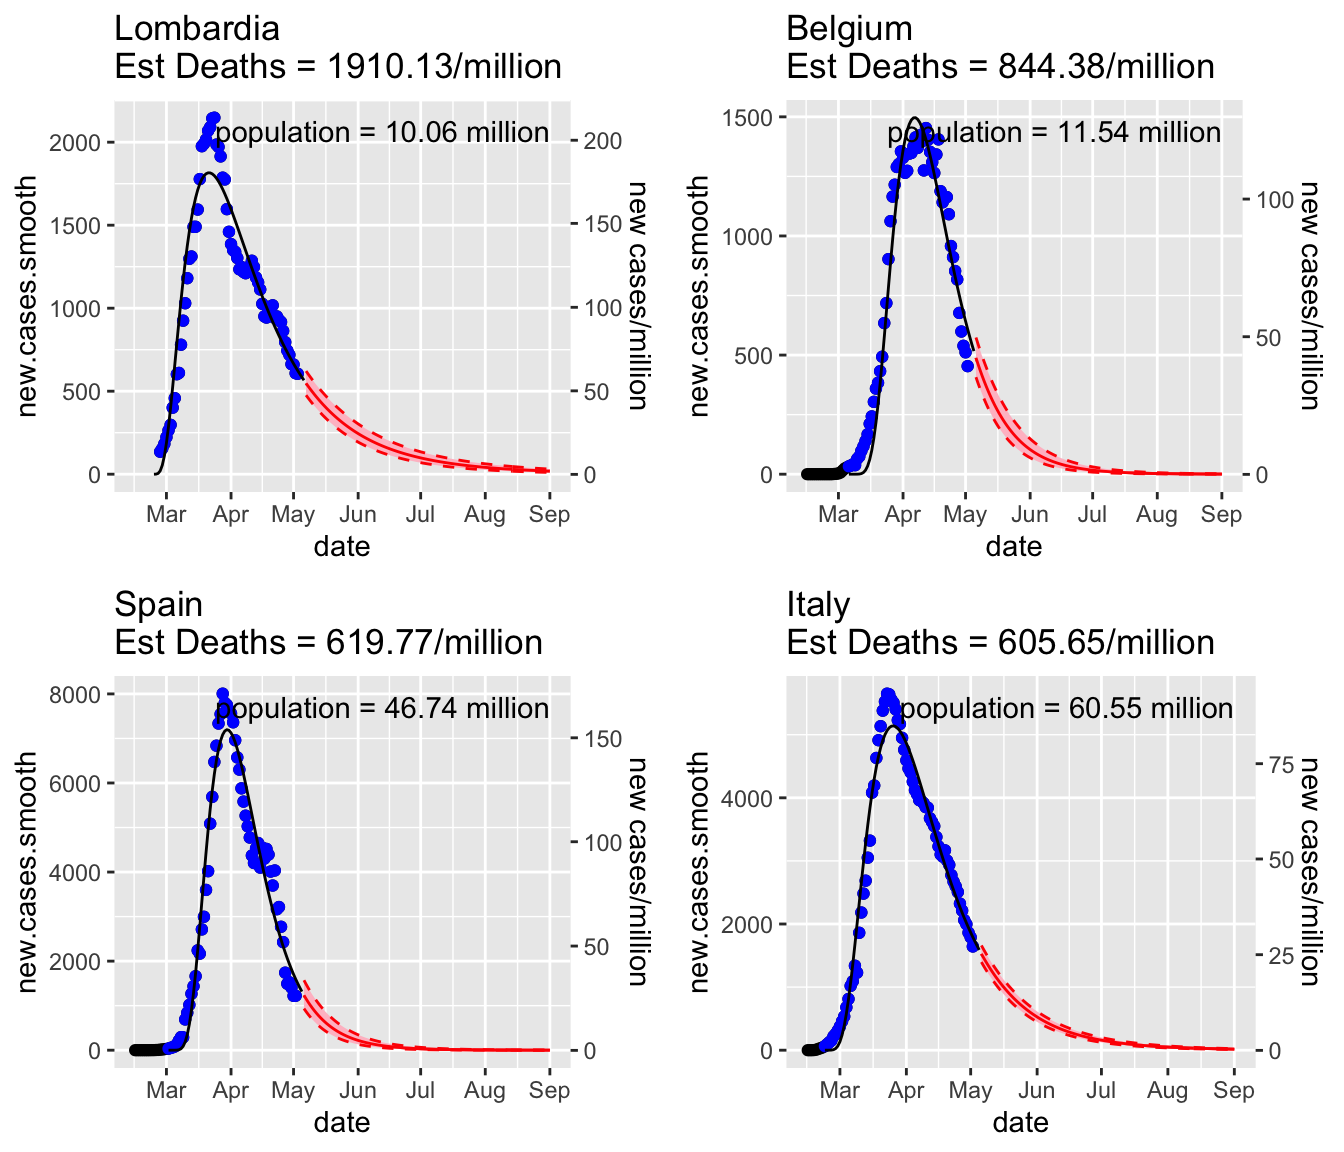 Lombardia
Est Deaths = 1910.13/million
population = 10.06 million
2000
1500
1000
500
0
200
150
100
50
0
new.cases.smooth
new cases/million
Mar Apr May Jun Jul Aug Sep
date
Belgium
Est Deaths = 844.38/million
population = 11.54 million
1500
1000
500
0
100
50
0
new.cases.smooth
new cases/million
Mar Apr May Jun Jul Aug Sep
date
Spain
Est Deaths = 619.77/million
population = 46.74 million
8000
6000
4000
2000
0
150
100
50
0
new.cases.smooth
new cases/million
Mar Apr May Jun Jul Aug Sep
date
Italy
Est Deaths = 605.65/million
population = 60.55 million
4000
2000
0
75
50
25
0
new.cases.smooth
new cases/million
Mar Apr May Jun Jul Aug Sep
date